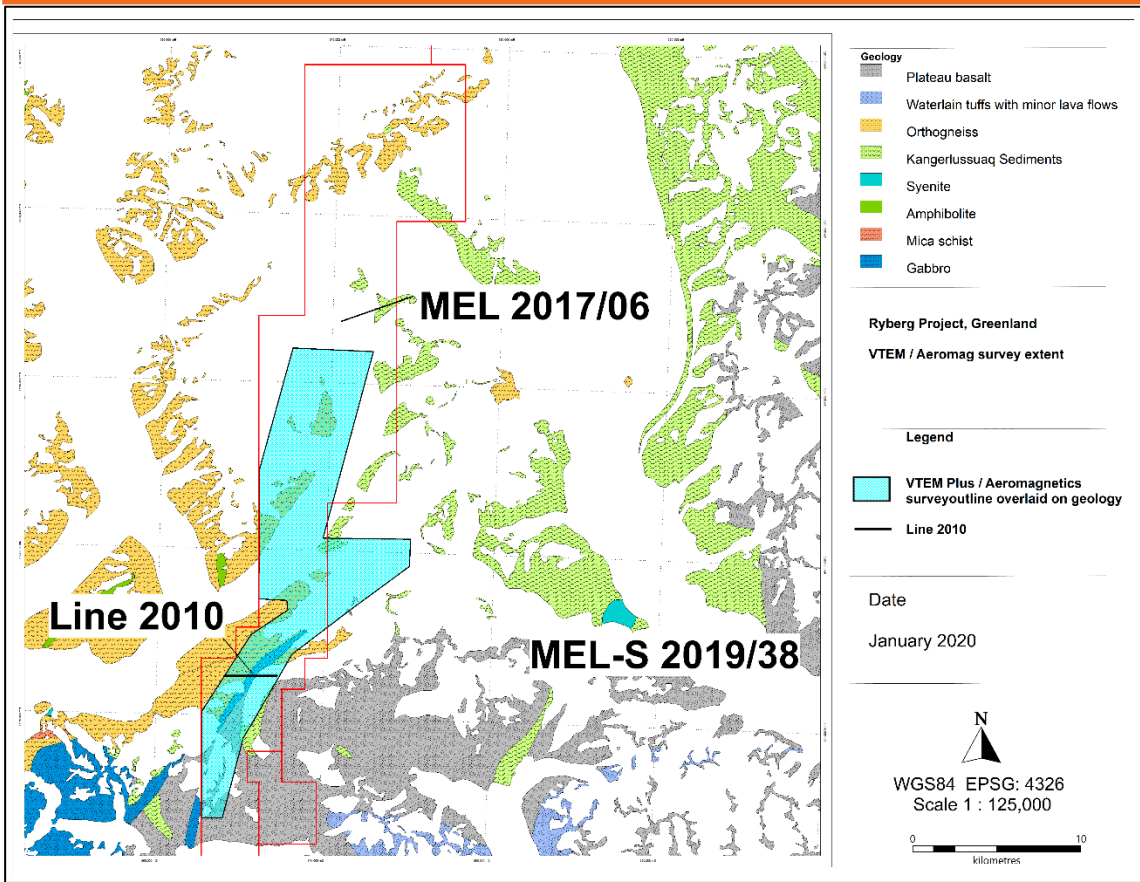 MEL 2017/06
Line 2010
MEL-S 2019/38
Geology
Plateau basalt
Waterlain tuffs with minor lava flows
Orthogneiss
Kangerlussuaq Sediments
Syenite
Amphibolite
Mica schist
Gabbro
Ryberg Project, Greenland
VTEM / Aeromag survey extent
Legend
VTEM Plus / Aeromagnetics
surveyoutline overlaid on geology
Line 2010
Date
January 2020
N
WGS84 EPSG: 4326
Scale 1 : 125,000
0 10
kilometres